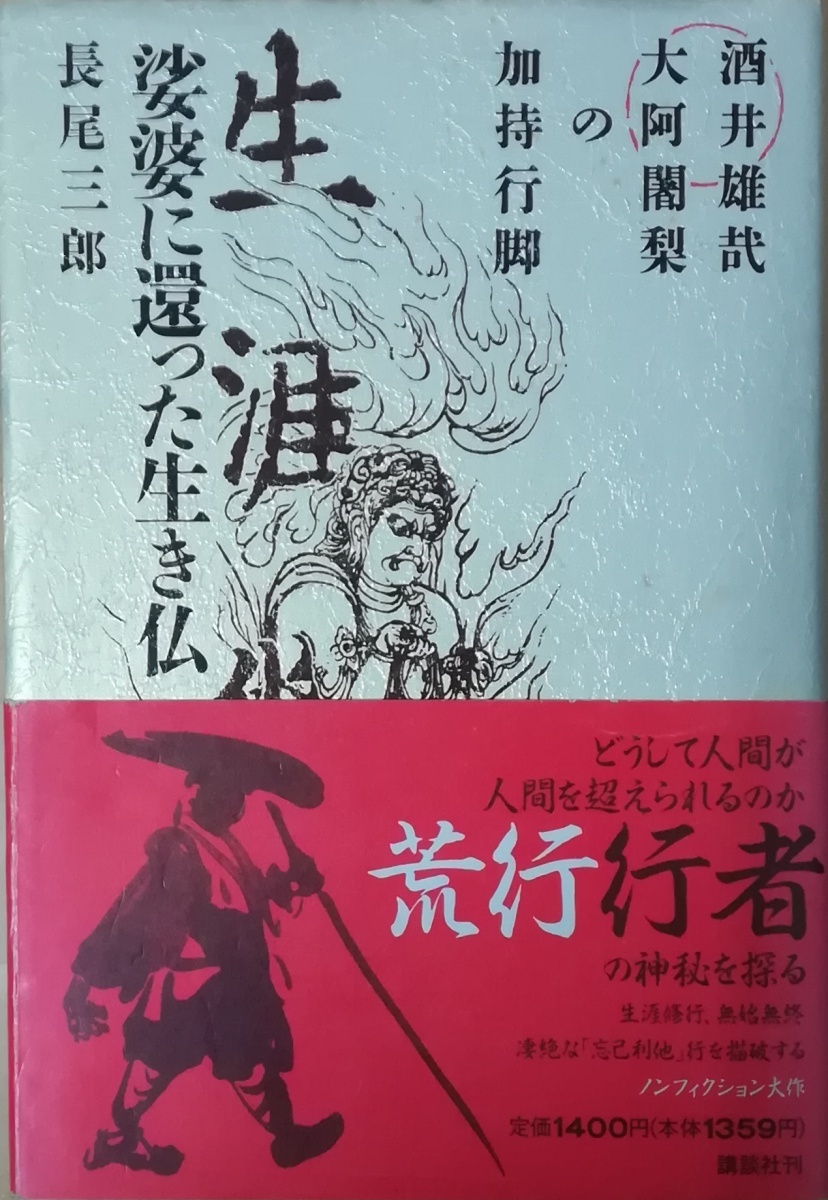 酒井雄哉
大阿闍梨
の
加持行脚
生涯
娑婆に還った生き仏
長尾三郎
どうして人間が
人間を超えられるのか
荒行行者
の神秘を探る
生涯修行、無始無終
凄絶な「忘己利他」行を描破する
ノンフィクション大作
定価1400円(本体1359円)
講談社刊